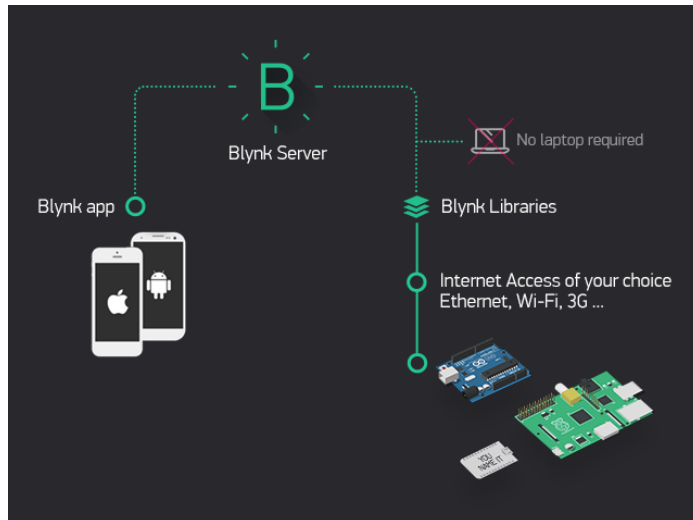 B
Blynk Server
No laptop required
Blynk app
Blynk Libraries
Internet Access of your choice
Ethernet, Wi-Fi, 3G ...
YOU
NAME IT